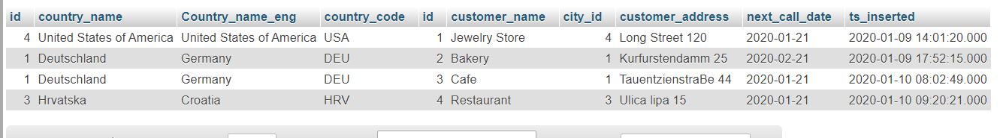 id country_name Country_name_eng country_code id customer_name city_id customer_address next_call_date ts_inserted
4 United States of America United States of America USA 1 Jewelry Store 4 Long Street 120 2020-01-21 2020-01-09 14:01:20.000
1 Deutschland Germany DEU 2 Bakery 1 Kurfurstendamm 25 2020-02-21 2020-01-09 17:52:15.000
1 Deutschland Germany DEU 3 Cafe 1 TauentzienstraBe 44 2020-01-21 2020-01-10 08:02:49.000
3 Hrvatska Croatia HRV 4 Restaurant 3 Ulica lipa 15 2020-01-21 2020-01-10 09:20:21.000